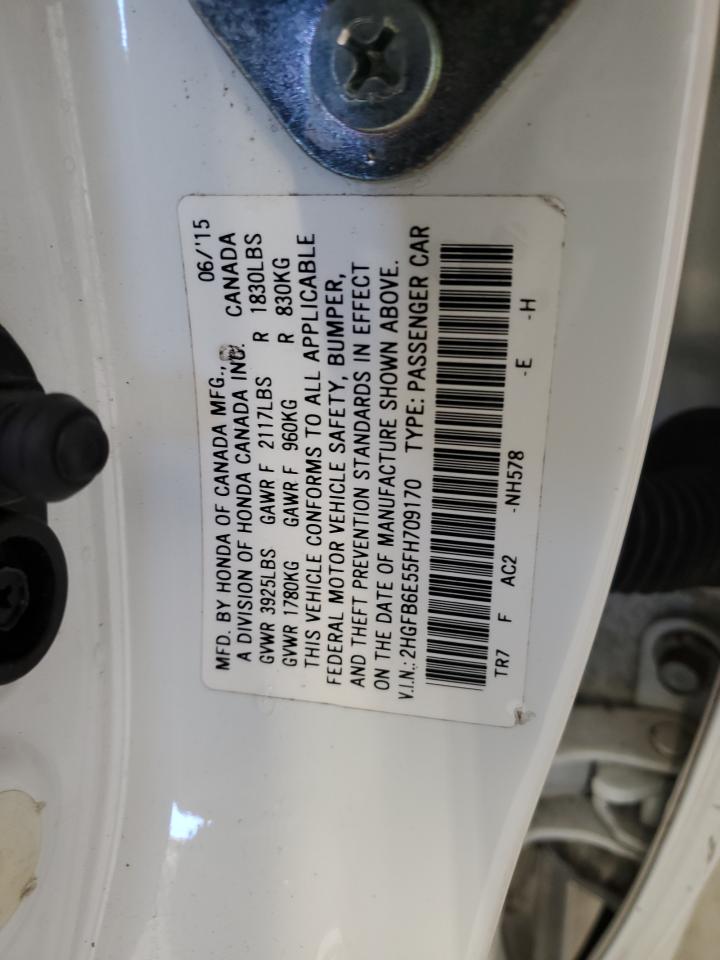 MFD. BY HONDA OF CANADA MFG., 06/'15
A DIVISION OF HONDA CANADA INC. CANADA
GVWR 3925LBS GAWR F 2117LBS R 1830LBS
GVWR 1780KG GAWR F 960KG R 830KG
THIS VEHICLE CONFORMS TO ALL APPLICABLE
FEDERAL MOTOR VEHICLE SAFETY, BUMPER,
AND THEFT PREVENTION STANDARDS IN EFFECT
ON THE DATE OF MANUFACTURE SHOWN ABOVE.
V.I.N.: 2HGFB6E55FH709170 TYPE: PASSENGER CAR
TR7 F AC2 -NH578 -E -H